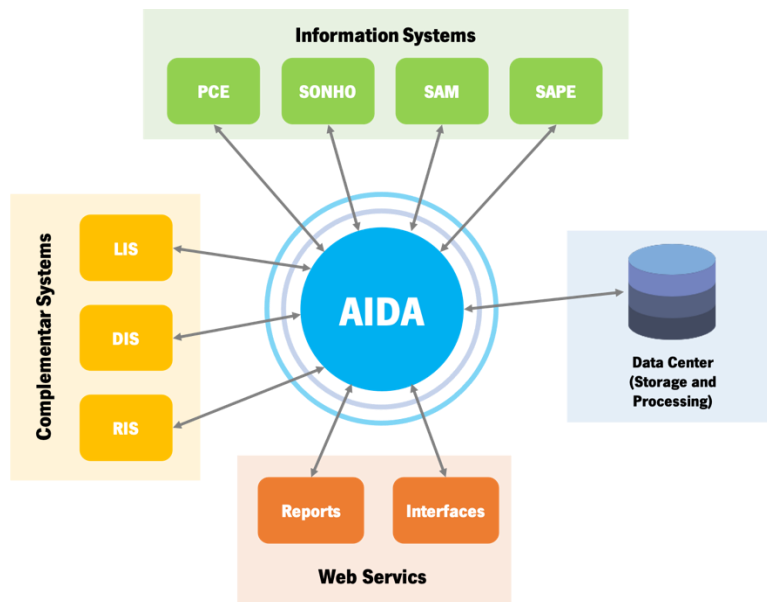 Information Systems
PCE
SONHO
SAM
SAPE
Complementar Systems
LIS
DIS
RIS
AIDA
Data Center
(Storage and
Processing)
Reports
Interfaces
Web Servics